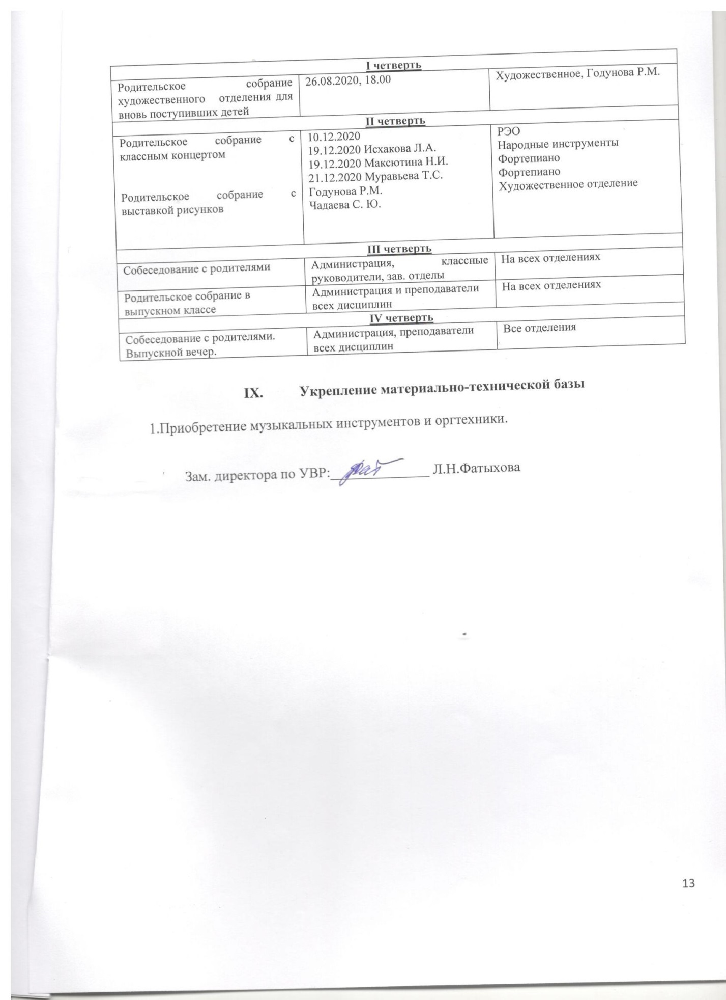 I четверть
Родительское собрание
художественного отделения для
вновь поступивших детей
26.08.2020, 18.00
Художественное, Годунова Р.М.
II четверть
Родительское собрание с
классным концертом
Родительское собрание с
выставкой рисунков
10.12.2020
19.12.2020 Исхакова Л.А.
19.12.2020 Максютина Н.И.
21.12.2020 Муравьева Т.С.
Годунова Р.М.
Чадаева С. Ю.
РЭО
Народные инструменты
Фортепиано
Фортепиано
Художественное отделение
III четверть
Собеседование с родителями
Администрация, классные
руководители, зав. отделы
На всех отделениях
Родительское собрание в
выпускном классе
Администрация и преподаватели
всех дисциплин
На всех отделениях
IV четверть
Собеседование с родителями.
Выпускной вечер.
Администрация, преподаватели
всех дисциплин
Все отделения
IX. Укрепление материально-технической базы
1.Приобретение музыкальных инструментов и оргтехники.
Зам. директора по УВР: Л.Н.Фатыхова
13